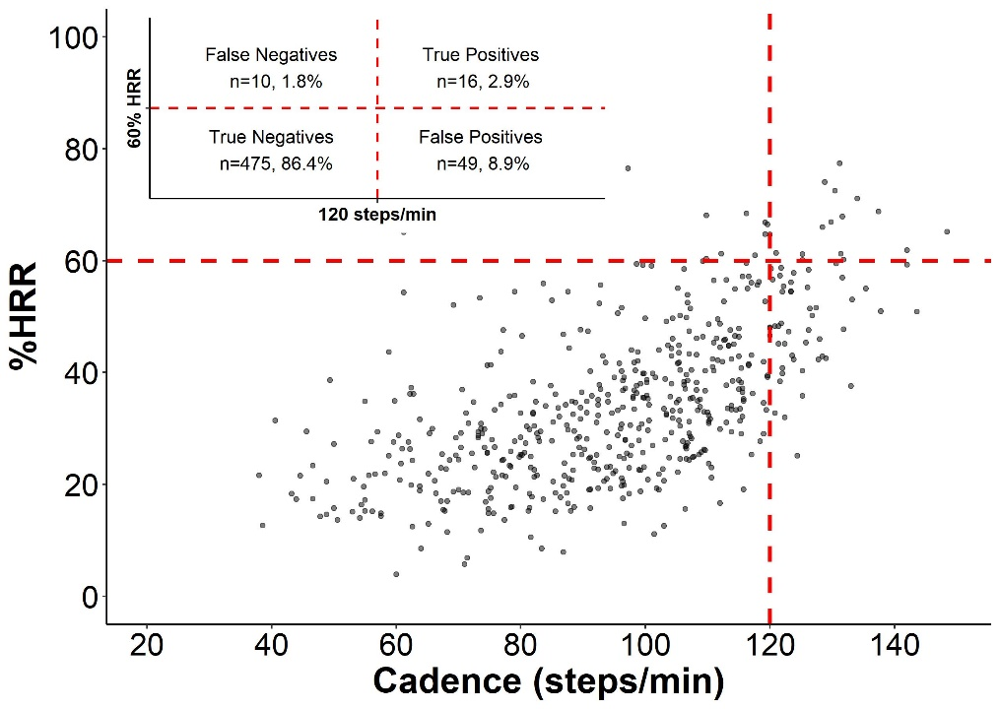 100
80
60
40
20
0
%HRR
False Negatives
n=10, 1.8%
True Positives
n=16, 2.9%
60% HRR
True Negatives
n=475, 86.4%
False Positives
n=49, 8.9%
120 steps/min
20 40 60 80 100 120 140
Cadence (steps/min)